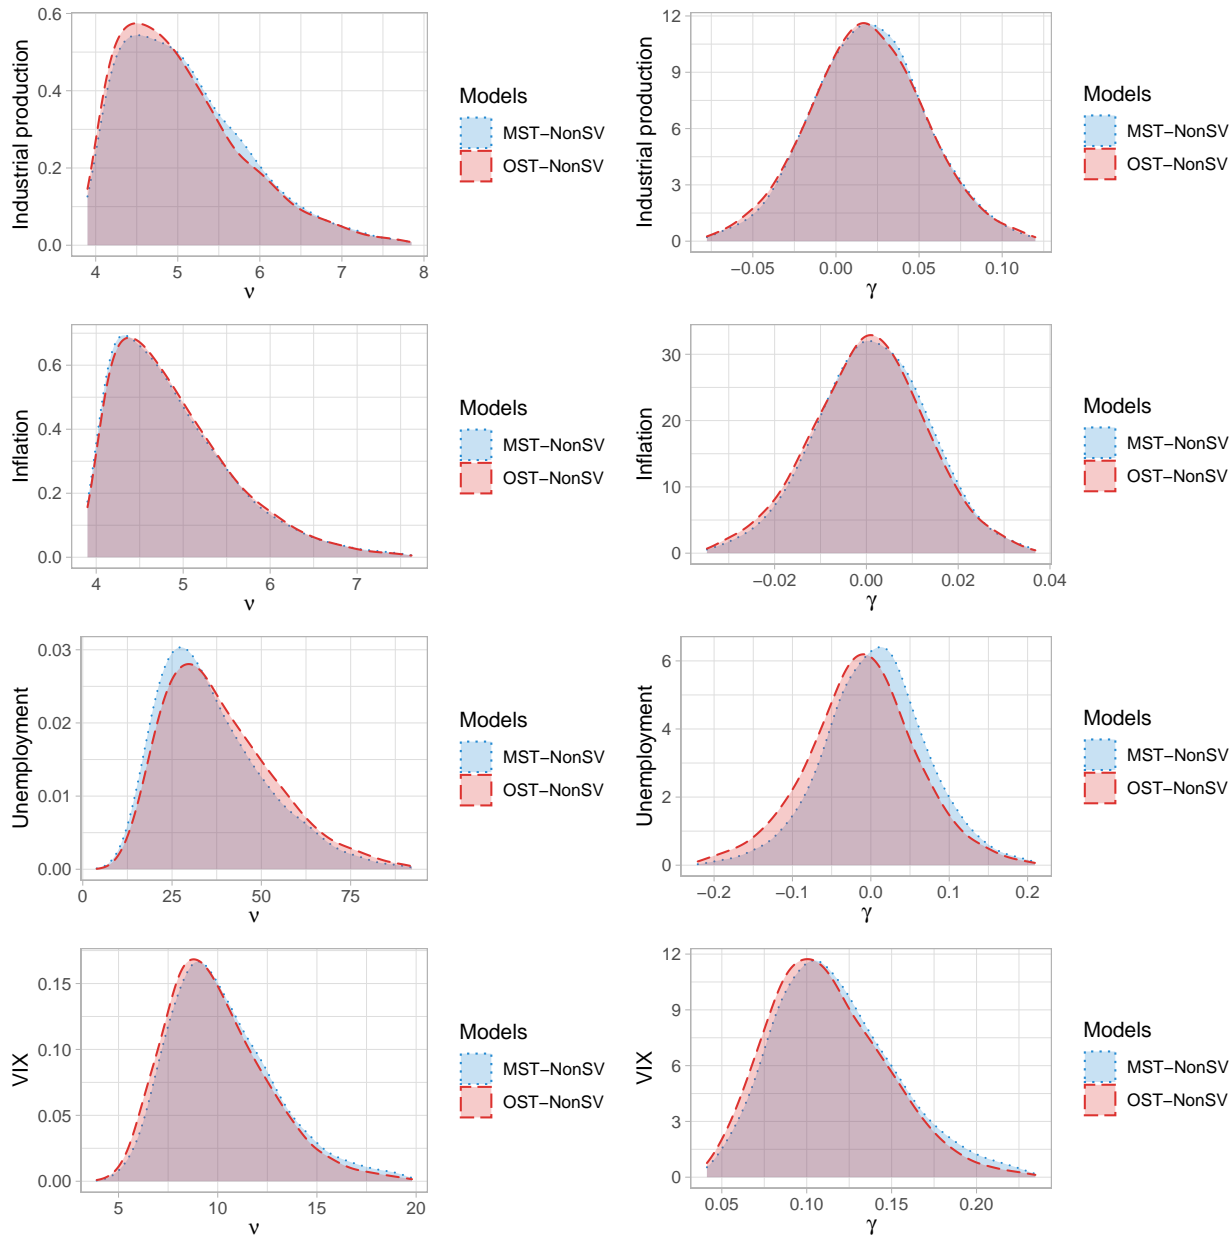 Industrial production
0.6
0.4
0.2
0.0
4 5 6 7 8
ν
Models
MST−NonSV
OST−NonSV
Industrial production
12
9
6
3
0
−0.05 0.00 0.05 0.10
γ
Models
MST−NonSV
OST−NonSV
Inflation
0.6
0.4
0.2
0.0
4 5 6 7
ν
Models
MST−NonSV
OST−NonSV
Inflation
30
20
10
0
−0.02 0.00 0.02 0.04
γ
Models
MST−NonSV
OST−NonSV
Unemployment
0.03
0.02
0.01
0.00
0 25 50 75
ν
Models
MST−NonSV
OST−NonSV
Unemployment
6
4
2
0
−0.2 −0.1 0.0 0.1 0.2
γ
Models
MST−NonSV
OST−NonSV
VIX
0.15
0.10
0.05
0.00
5 10 15 20
ν
Models
MST−NonSV
OST−NonSV
VIX
12
9
6
3
0
0.05 0.10 0.15 0.20
γ
Models
MST−NonSV
OST−NonSV